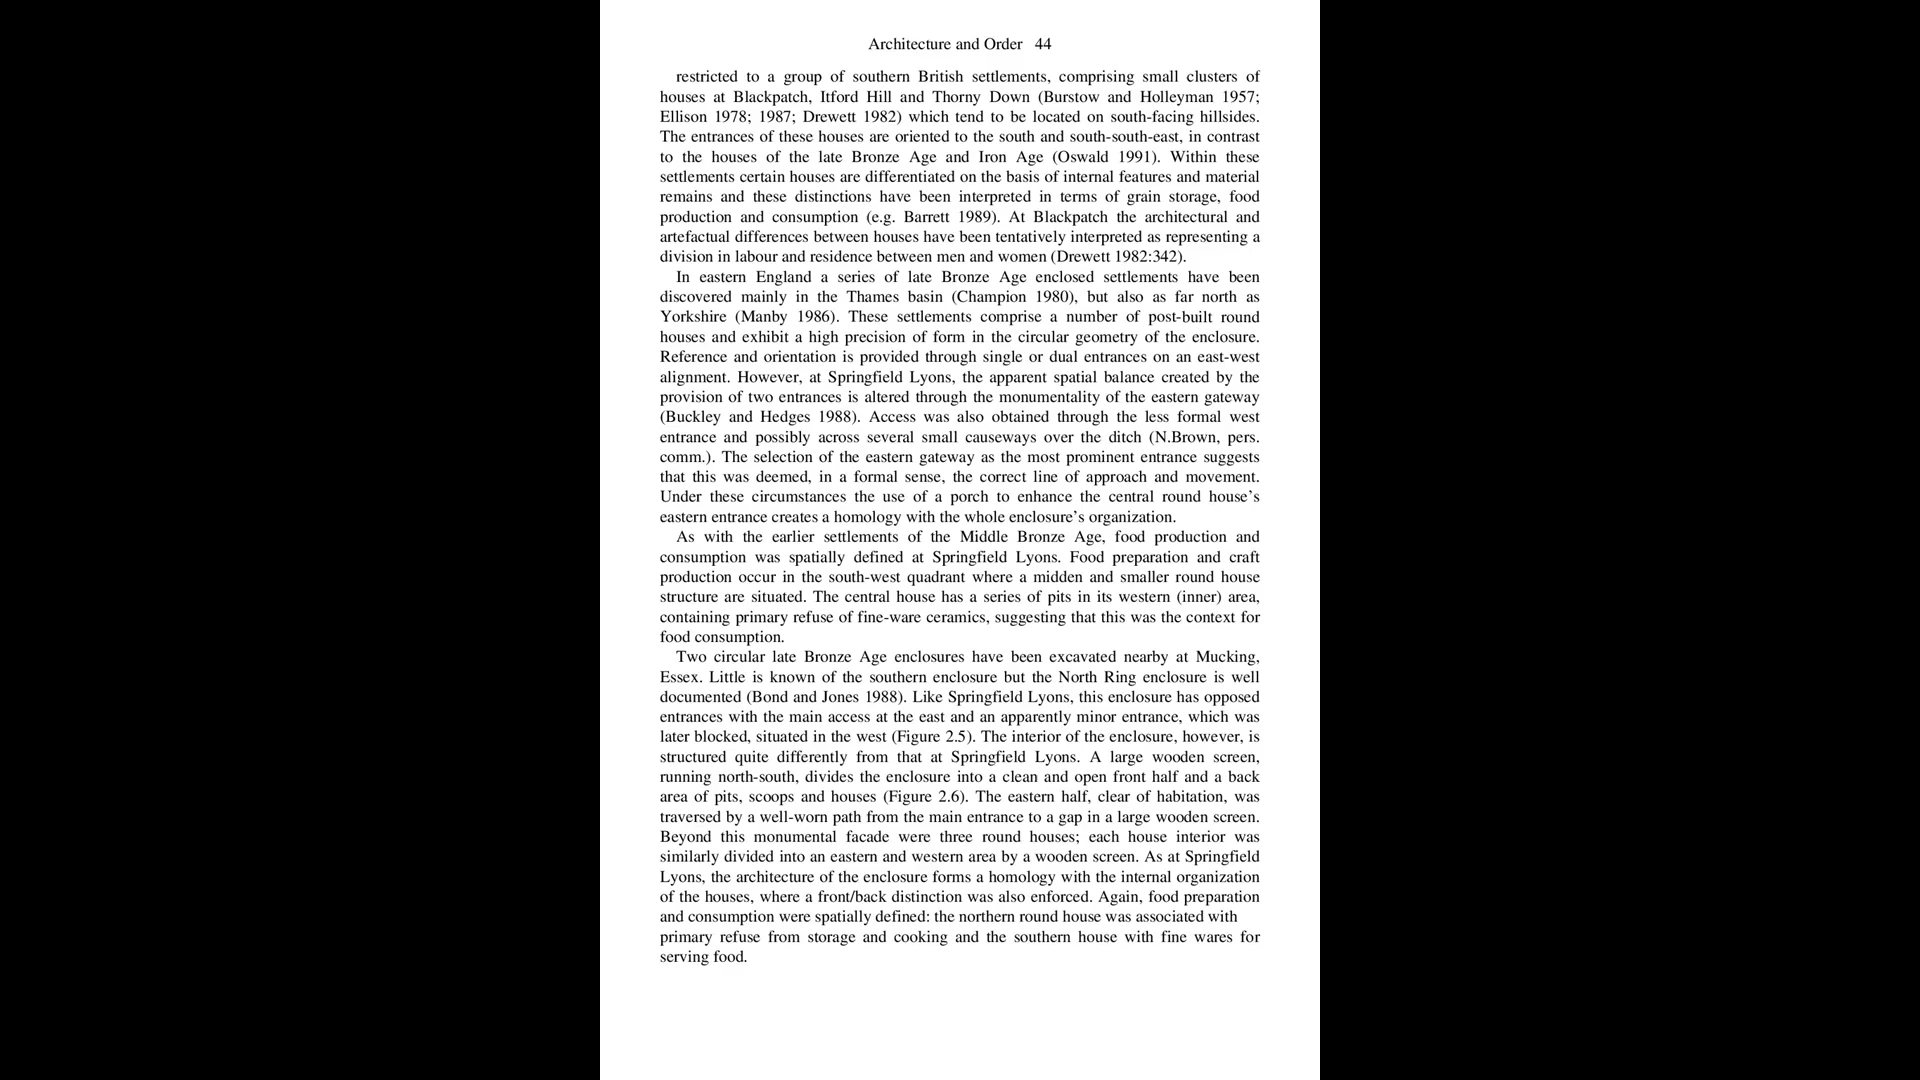 Architecture and Order 44
restricted to a group of southern British settlements, comprising small clusters of
houses at Blackpatch, Itford Hill and Thorny Down (Burstow and Holleyman 1957;
Ellison 1978; 1987; Drewett 1982) which tend to be located on south-facing hillsides.
The entrances of these houses are oriented to the south and south-south-east, in contrast
to the houses of the late Bronze Age and Iron Age (Oswald 1991). Within these
settlements certain houses are differentiated on the basis of internal features and material
remains and these distinctions have been interpreted in terms of grain storage, food
production and consumption (e.g. Barrett 1989). At Blackpatch the architectural and
artefactual differences between houses have been tentatively interpreted as representing a
division in labour and residence between men and women (Drewett 1982:342).
In eastern England a series of late Bronze Age enclosed settlements have been
discovered mainly in the Thames basin (Champion 1980), but also as far north as
Yorkshire (Manby 1986). These settlements comprise a number of post-built round
houses and exhibit a high precision of form in the circular geometry of the enclosure.
Reference and orientation is provided through single or dual entrances on an east-west
alignment. However, at Springfield Lyons, the apparent spatial balance created by the
provision of two entrances is altered through the monumentality of the eastern gateway
(Buckley and Hedges 1988). Access was also obtained through the less formal west
entrance and possibly across several small causeways over the ditch (N.Brown, pers.
comm.). The selection of the eastern gateway as the most prominent entrance suggests
that this was deemed, in a formal sense, the correct line of approach and movement.
Under these circumstances the use of a porch to enhance the central round house’s
eastern entrance creates a homology with the whole enclosure’s organization.
As with the earlier settlements of the Middle Bronze Age, food production and
consumption was spatially defined at Springfield Lyons. Food preparation and craft
production occur in the south-west quadrant where a midden and smaller round house
structure are situated. The central house has a series of pits in its western (inner) area,
containing primary refuse of fine-ware ceramics, suggesting that this was the context for
food consumption.
Two circular late Bronze Age enclosures have been excavated nearby at Mucking,
Essex. Little is known of the southern enclosure but the North Ring enclosure is well
documented (Bond and Jones 1988). Like Springfield Lyons, this enclosure has opposed
entrances with the main access at the east and an apparently minor entrance, which was
later blocked, situated in the west (Figure 2.5). The interior of the enclosure, however, is
structured quite differently from that at Springfield Lyons. A large wooden screen,
running north-south, divides the enclosure into a clean and open front half and a back
area of pits, scoops and houses (Figure 2.6). The eastern half, clear of habitation, was
traversed by a well-worn path from the main entrance to a gap in a large wooden screen.
Beyond this monumental facade were three round houses; each house interior was
similarly divided into an eastern and western area by a wooden screen. As at Springfield
Lyons, the architecture of the enclosure forms a homology with the internal organization
of the houses, where a front/back distinction was also enforced. Again, food preparation
and consumption were spatially defined: the northern round house was associated with
primary refuse from storage and cooking and the southern house with fine wares for
serving food.